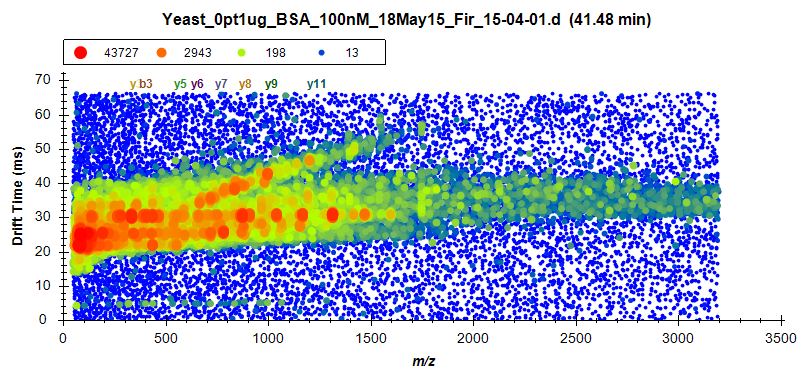 Yeast_0pt1ug_BSA_100nM_18May15_Fir_15-04-01.d (41.48 min)
43727 2943 198 13
y b3 y5 y6 y7 y8 y9 y11
70
60
50
40
30
20
10
0
Drift Time (ms)
0 500 1000 1500 2000 2500 3000 3500
m/z